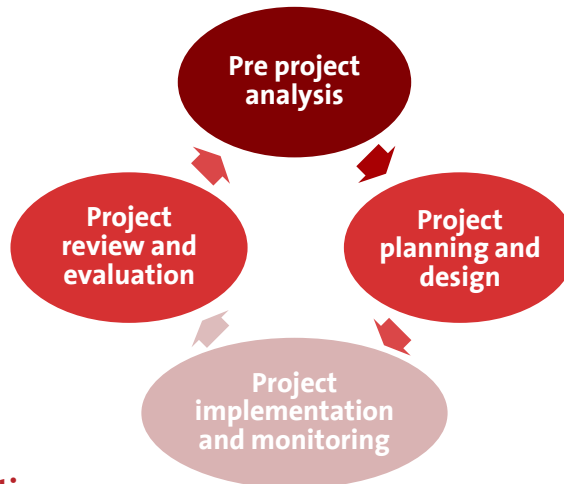 Pre project
analysis
Project
review and
evaluation
Project
planning and
design
Project
implementation
and monitoring